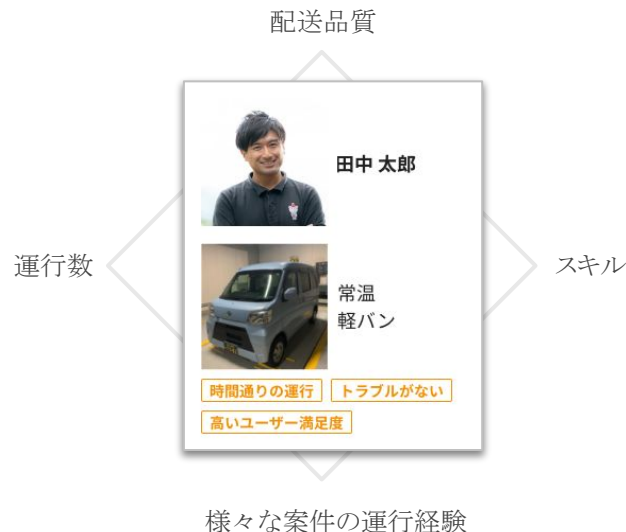 配送品質
田中 太郎
運行数
スキル
常温
軽バン
時間通りの運行 トラブルがない
高いユーザー満足度
様々な案件の運行経験